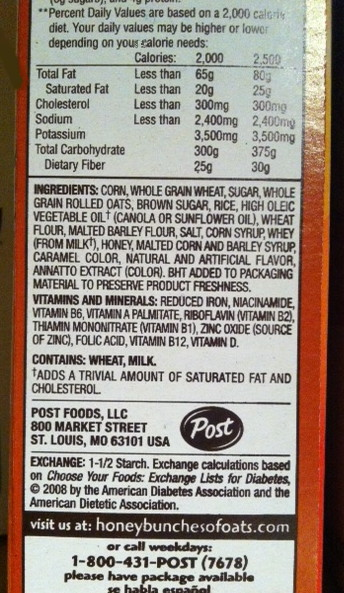 **Percent Daily Values are based on a 2,000 calorie
diet. Your daily values may be higher or lower
depending on your calorie needs:
Calories: 2,000 2,500
Total Fat Less than 65g 80g
Saturated Fat Less than 20g 25g
Cholesterol Less than 300mg 300mg
Sodium Less than 2,400mg 2,400mg
Potassium 3,500mg 3,500mg
Total Carbohydrate 300g 375g
Dietary Fiber 25g 30g
INGREDIENTS: CORN, WHOLE GRAIN WHEAT, SUGAR, WHOLE
GRAIN ROLLED OATS, BROWN SUGAR, RICE, HIGH OLEIC
VEGETABLE OIL† (CANOLA OR SUNFLOWER OIL), WHEAT
FLOUR, MALTED BARLEY FLOUR, SALT, CORN SYRUP, WHEY
(FROM MILK†), HONEY, MALTED CORN AND BARLEY SYRUP,
CARAMEL COLOR, NATURAL AND ARTIFICIAL FLAVOR,
ANNATTO EXTRACT (COLOR). BHT ADDED TO PACKAGING
MATERIAL TO PRESERVE PRODUCT FRESHNESS.
VITAMINS AND MINERALS: REDUCED IRON, NIACINAMIDE,
VITAMIN B6, VITAMIN A PALMITATE, RIBOFLAVIN (VITAMIN B2),
THIAMIN MONONITRATE (VITAMIN B1), ZINC OXIDE (SOURCE
OF ZINC), FOLIC ACID, VITAMIN B12, VITAMIN D.
CONTAINS: WHEAT, MILK.
†ADDS A TRIVIAL AMOUNT OF SATURATED FAT AND
CHOLESTEROL.
POST FOODS, LLC
800 MARKET STREET
ST. LOUIS, MO 63101 USA
Post
EXCHANGE: 1-1/2 Starch. Exchange calculations based
on Choose Your Foods: Exchange Lists for Diabetes,
© 2008 by the American Diabetes Association and the
American Dietetic Association.
visit us at: honeybunchesofoats.com
or call weekdays:
1-800-431-POST (7678)
please have package available
se habla español